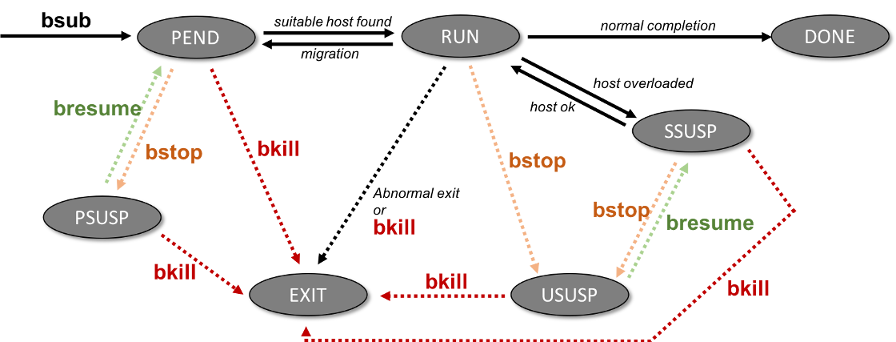 bsub
PEND
suitable host found
migration
RUN
normal completion
DONE
host overloaded
host ok
SSUSP
bresume
bstop
bkill
bstop
Abnormal exit
or
bkill
bstop
bresume
PSUSP
bkill
EXIT
bkill
USUSP
bkill